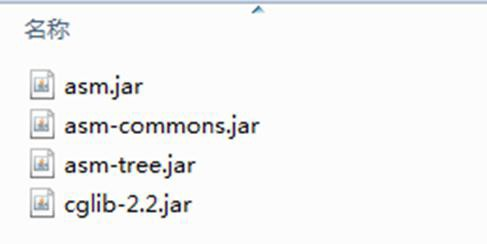 名称
asm.jar
asm-commons.jar
asm-tree.jar
cglib-2.2.jar